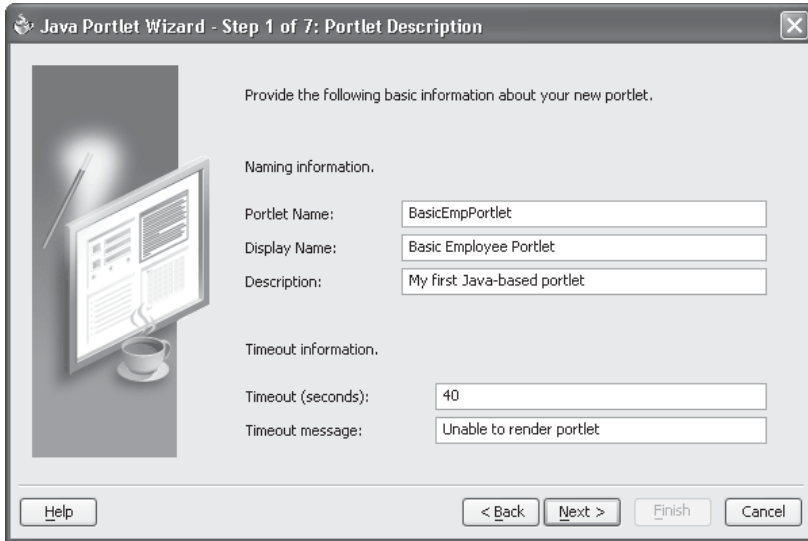 Java Portlet Wizard - Step 1 of 7: Portlet Description
Provide the following basic information about your new portlet.
Naming information.
Portlet Name: BasicEmpPortlet
Display Name: Basic Employee Portlet
Description: My first Java-based portlet
Timeout information.
Timeout (seconds): 40
Timeout message: Unable to render portlet
Help < Back Next > Finish Cancel